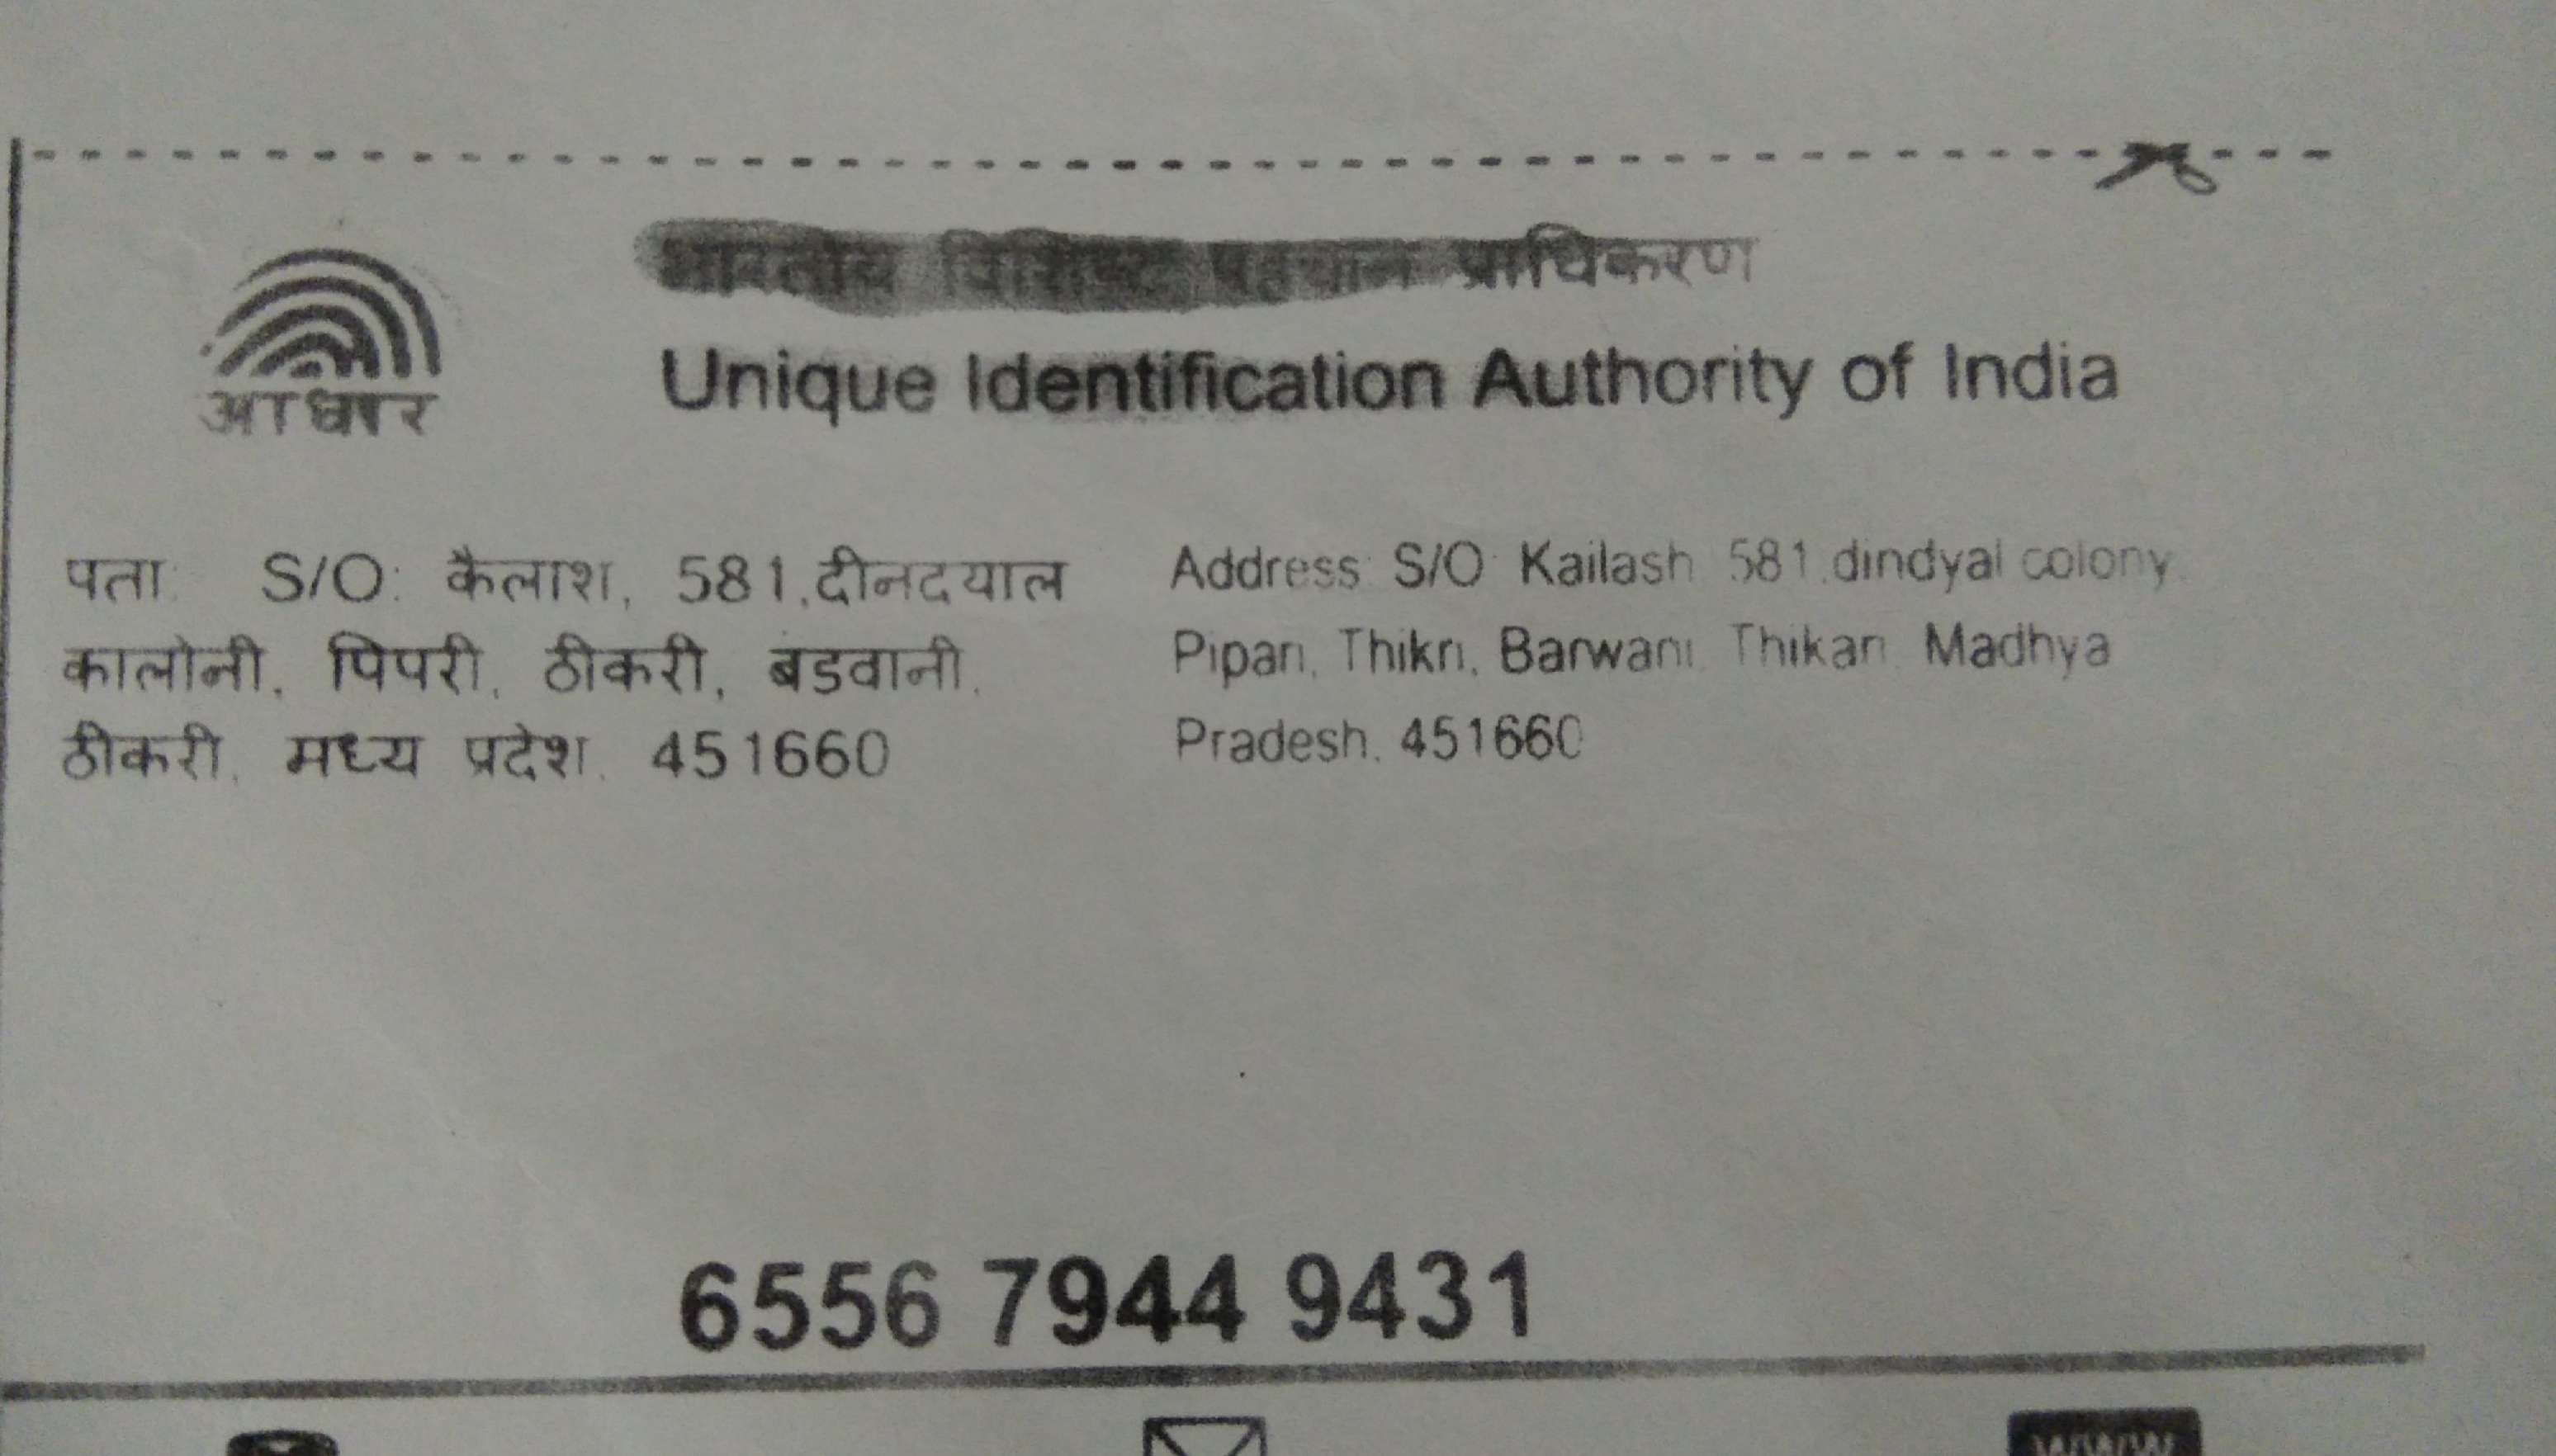 आधार
भारतीय विशिष्ट पहचान प्राधिकरण
Unique Identification Authority of India
पता: S/O: कैलाश, 581,दीनदयाल
कालोनी, पिपरी, ठीकरी, बडवानी,
ठीकरी, मध्य प्रदेश, 451660
Address: S/O: Kailash, 581,dindyal colony,
Pipari, Thikri, Barwani, Thikari, Madhya
Pradesh, 451660
6556 7944 9431
WWW